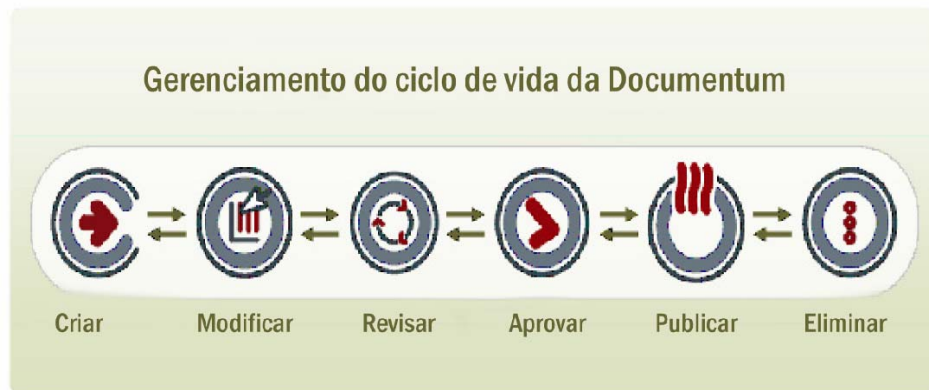 Gerenciamento do ciclo de vida da Documentum
Criar Modificar Revisar Aprovar Publicar Eliminar